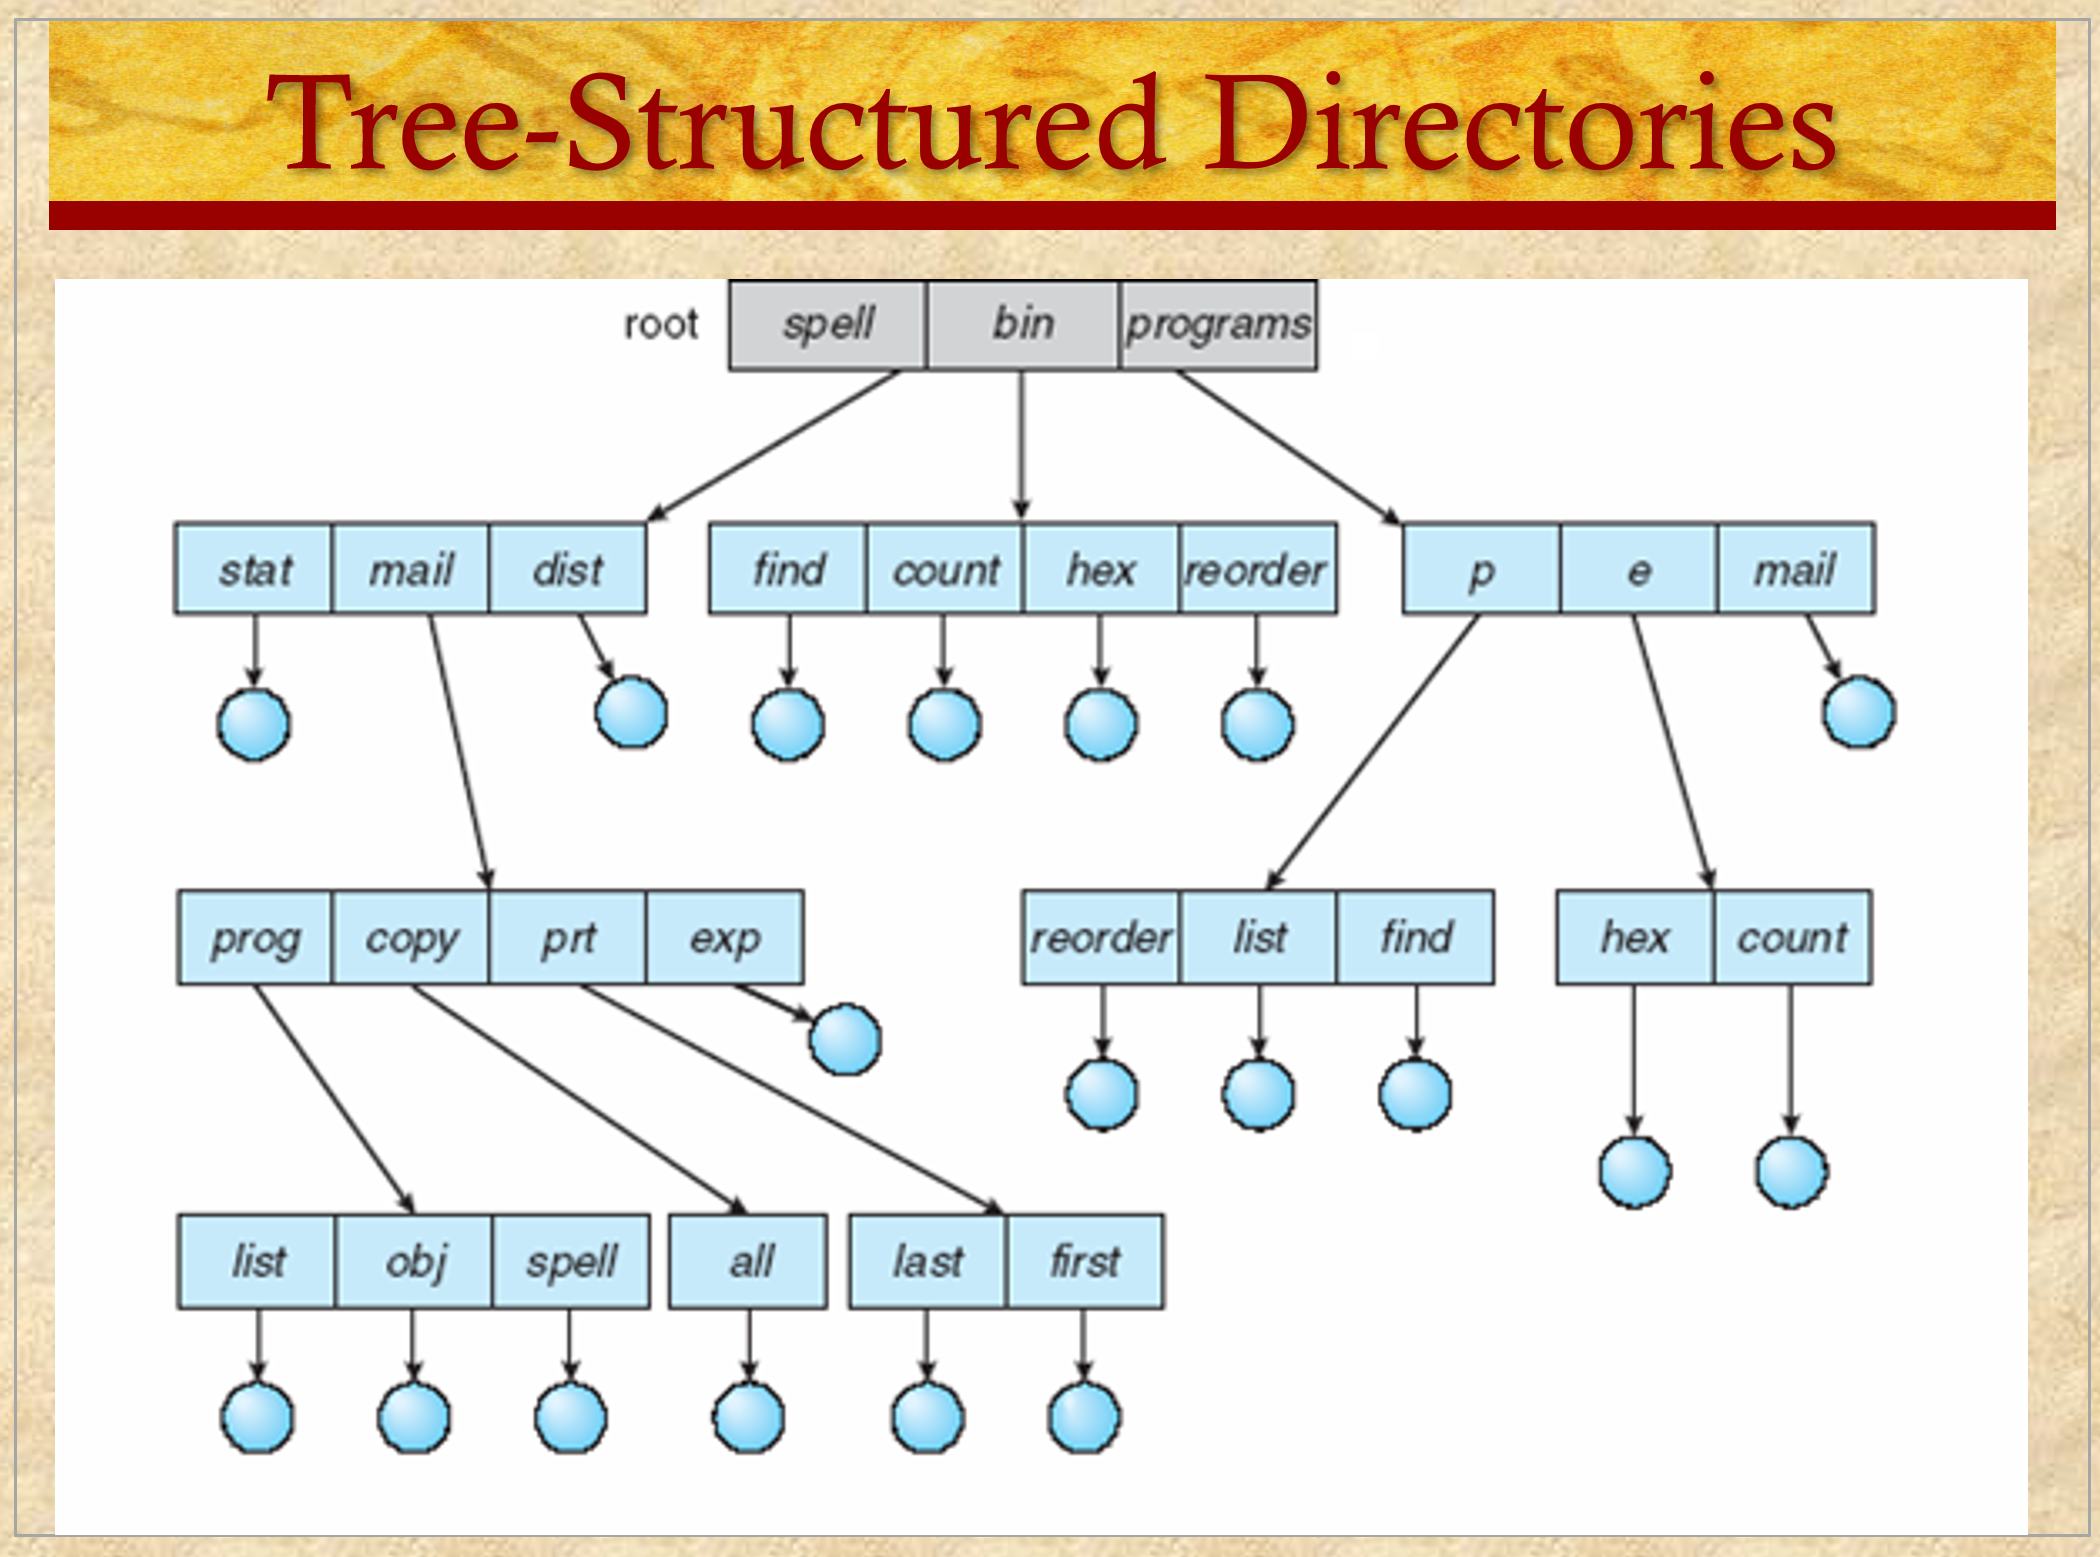 Tree-Structured Directories
root spell bin programs
stat mail dist find count hex reorder p e mail
prog copy prt exp reorder list find hex count
list obj spell all last first